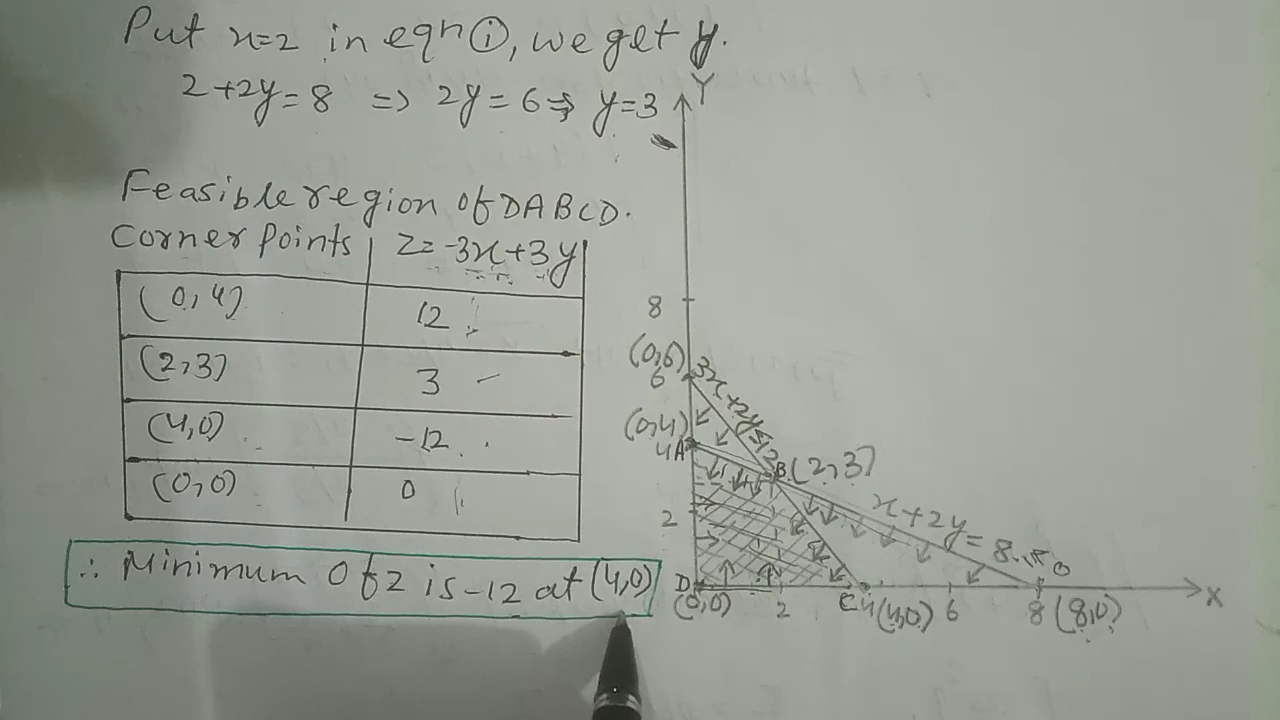 Put x=2 in eqn ①, we get y.
2+2y=8 => 2y=6 => y=3
Feasible region of DABCD.
Corner Points | Z=-3x+3y
(0,4) 12
(2,3) 3
(4,0) -12
(0,0) 0
∴ Minimum Of Z is -12 at (4,0)
Y
8
(0,6)
6
3x+2y=12
(0,4)
4A
B(2,3)
x+2y=8
2
D
(0,0)
2
C4(4,0)
6
8(8,0)
X